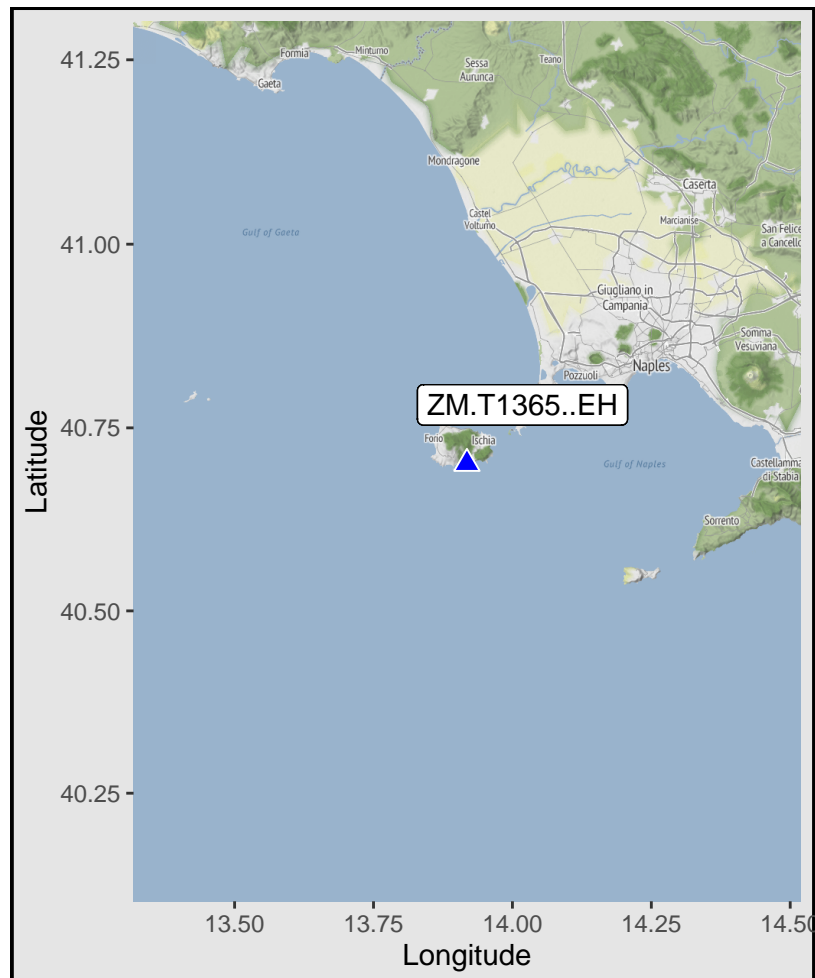 41.25
41.00
40.75
40.50
40.25
Latitude
Formia
Minturno
Gaeta
Sessa
Aurunca
Teano
Mondragone
Caserta
Castel
Volturno
Marcianise
San Felice
a Cancello
Gulf of Gaeta
Giugliano in
Campania
Somma
Vesuviana
Naples
Pozzuoli
ZM.T1365..EH
Forio
Ischia
Gulf of Naples
Castellamma
di Stabia
Sorrento
13.50
13.75
14.00
14.25
14.50
Longitude